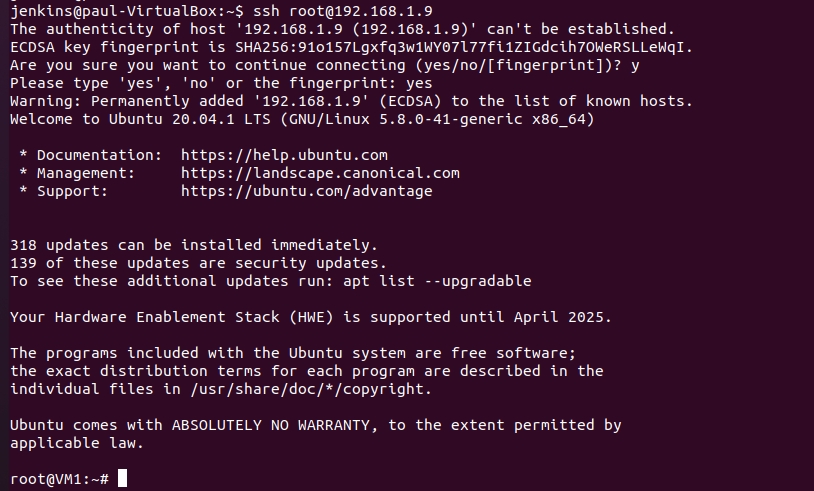 jenkins@paul-VirtualBox:~$ ssh root@192.168.1.9
The authenticity of host '192.168.1.9 (192.168.1.9)' can't be established.
ECDSA key fingerprint is SHA256:91o157Lgxfq3w1WY07l77fi1ZIGdcih7OWeRSLLeWqI.
Are you sure you want to continue connecting (yes/no/[fingerprint])? y
Please type 'yes', 'no' or the fingerprint: yes
Warning: Permanently added '192.168.1.9' (ECDSA) to the list of known hosts.
Welcome to Ubuntu 20.04.1 LTS (GNU/Linux 5.8.0-41-generic x86_64)
* Documentation:  https://help.ubuntu.com
* Management:     https://landscape.canonical.com
* Support:        https://ubuntu.com/advantage
318 updates can be installed immediately.
139 of these updates are security updates.
To see these additional updates run: apt list --upgradable
Your Hardware Enablement Stack (HWE) is supported until April 2025.
The programs included with the Ubuntu system are free software;
the exact distribution terms for each program are described in the
individual files in /usr/share/doc/*/copyright.
Ubuntu comes with ABSOLUTELY NO WARRANTY, to the extent permitted by
applicable law.
root@VM1:~#